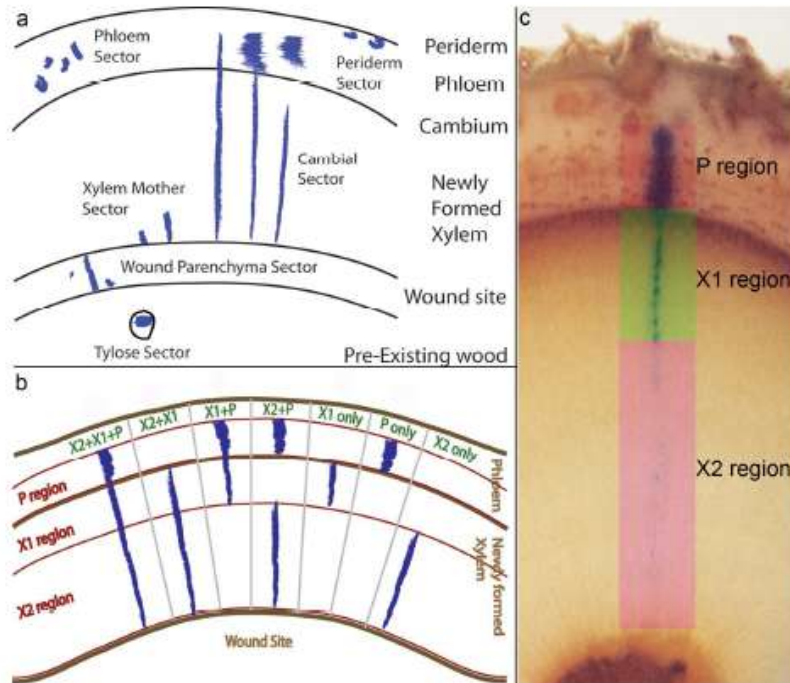 a
Phloem
Sector
Periderm
Sector
Periderm
Phloem
Cambium
Cambial
Sector
Newly
Formed
Xylem
Xylem Mother
Sector
Wound Parenchyma Sector
Wound site
Tylose Sector
Pre-Existing wood
b
X2+X1+P
X2+X1
X1+P
X2+P
X1 only
P only
X2 only
P region
X1 region
X2 region
Phloem
Newly formed
Xylem
Wound Site
c
P region
X1 region
X2 region